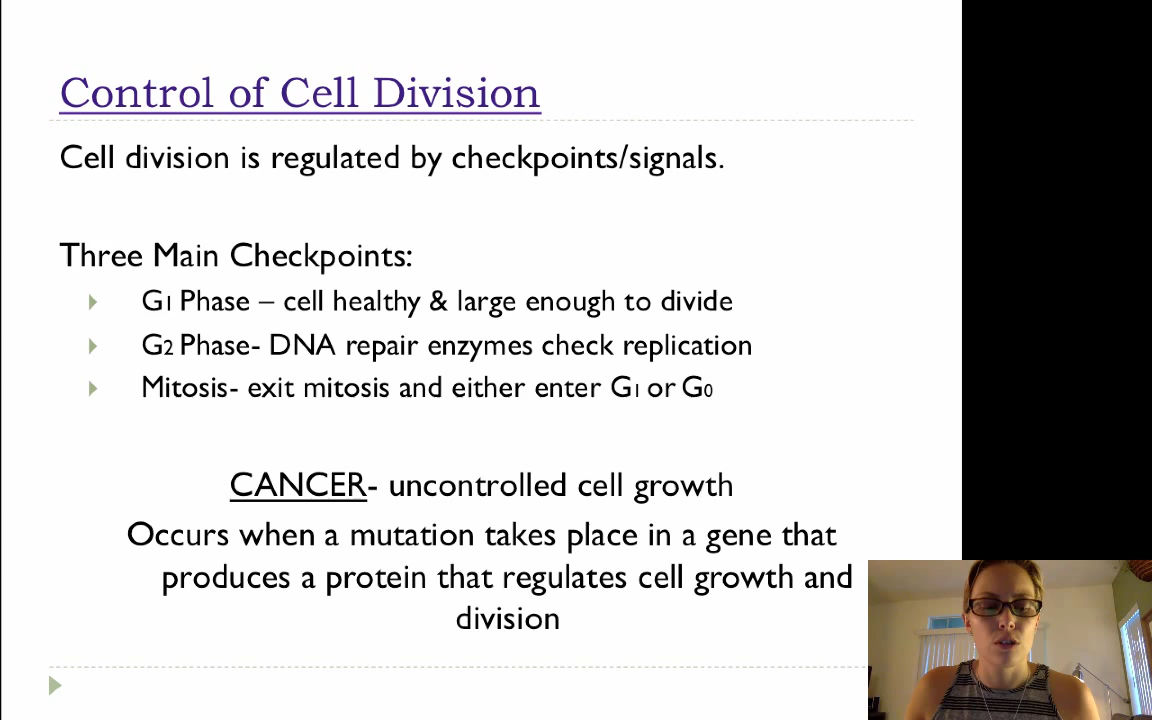 Control of Cell Division
Cell division is regulated by checkpoints/signals.
Three Main Checkpoints:
G1 Phase – cell healthy & large enough to divide
G2 Phase- DNA repair enzymes check replication
Mitosis- exit mitosis and either enter G1 or G0
CANCER- uncontrolled cell growth
Occurs when a mutation takes place in a gene that
produces a protein that regulates cell growth and
division